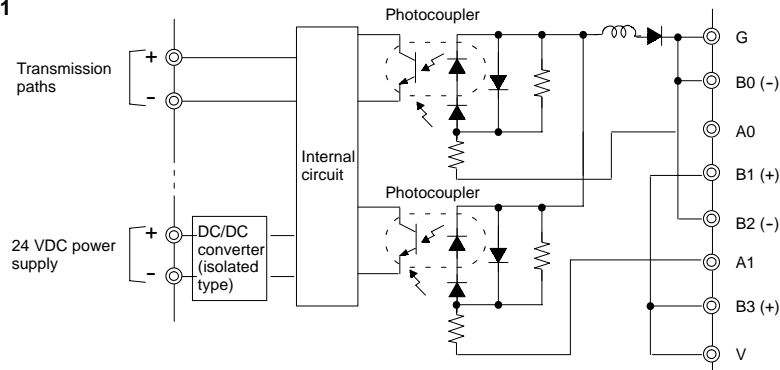 1
Photocoupler
Transmission
paths
+
-
Internal
circuit
Photocoupler
24 VDC power
supply
+
-
DC/DC
converter
(isolated
type)
G
B0 (-)
A0
B1 (+)
B2 (-)
A1
B3 (+)
V